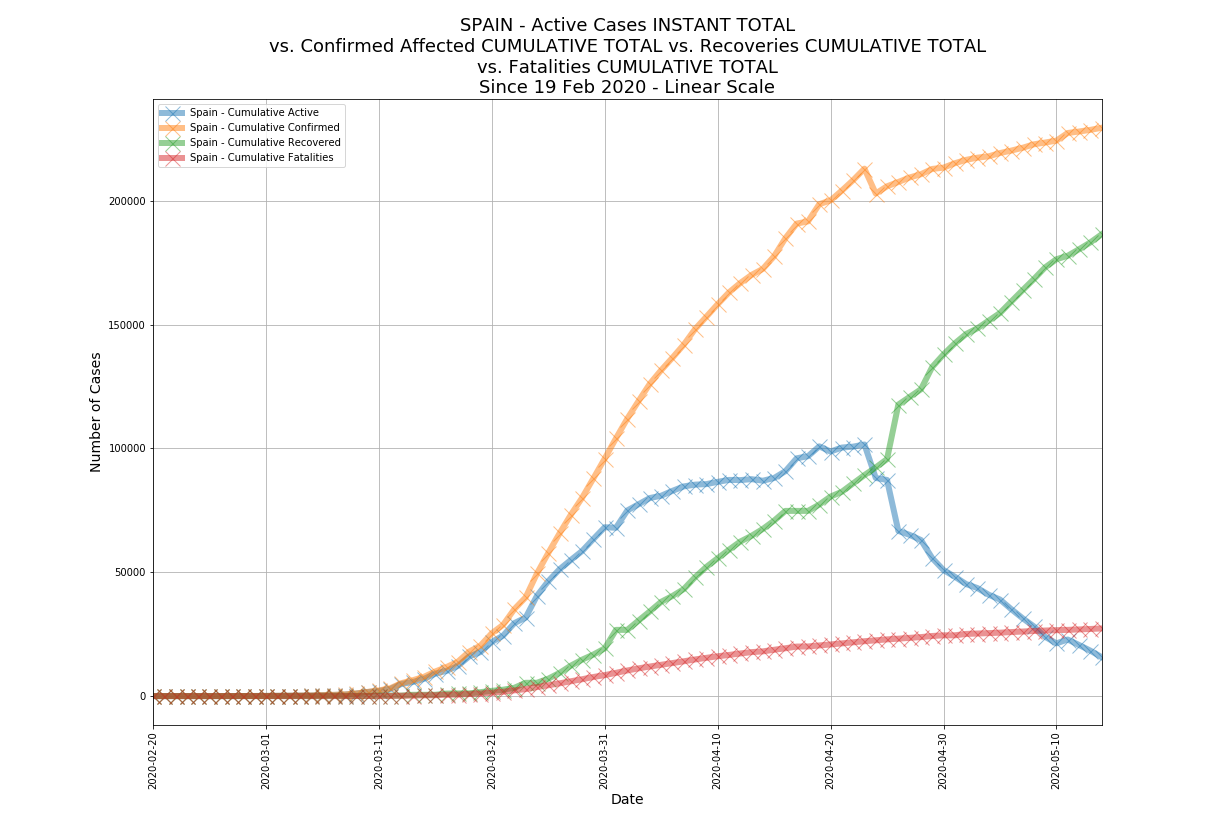 SPAIN - Active Cases INSTANT TOTAL
vs. Confirmed Affected CUMULATIVE TOTAL vs. Recoveries CUMULATIVE TOTAL
vs. Fatalities CUMULATIVE TOTAL
Since 19 Feb 2020 - Linear Scale
Spain - Cumulative Active
Spain - Cumulative Confirmed
Spain - Cumulative Recovered
Spain - Cumulative Fatalities
Number of Cases
200000
150000
100000
50000
0
2020-02-20
2020-03-01
2020-03-11
2020-03-21
2020-03-31
2020-04-10
2020-04-20
2020-04-30
2020-05-10
Date